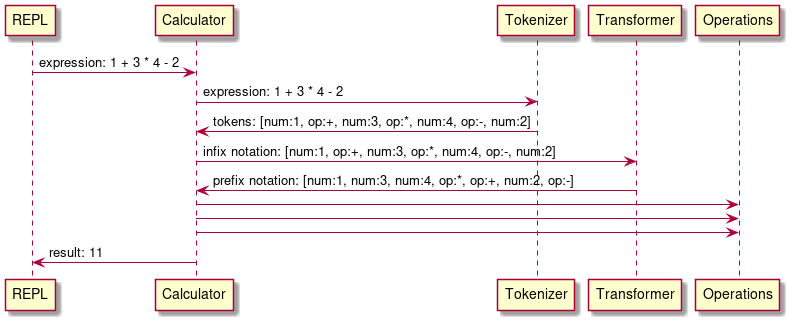 REPL Calculator Tokenizer Transformer Operations
expression: 1 + 3 * 4 - 2
expression: 1 + 3 * 4 - 2
tokens: [num:1, op:+, num:3, op:*, num:4, op:-, num:2]
infix notation: [num:1, op:+, num:3, op:*, num:4, op:-, num:2]
prefix notation: [num:1, num:3, num:4, op:*, op:+, num:2, op:-]
result: 11
REPL Calculator Tokenizer Transformer Operations